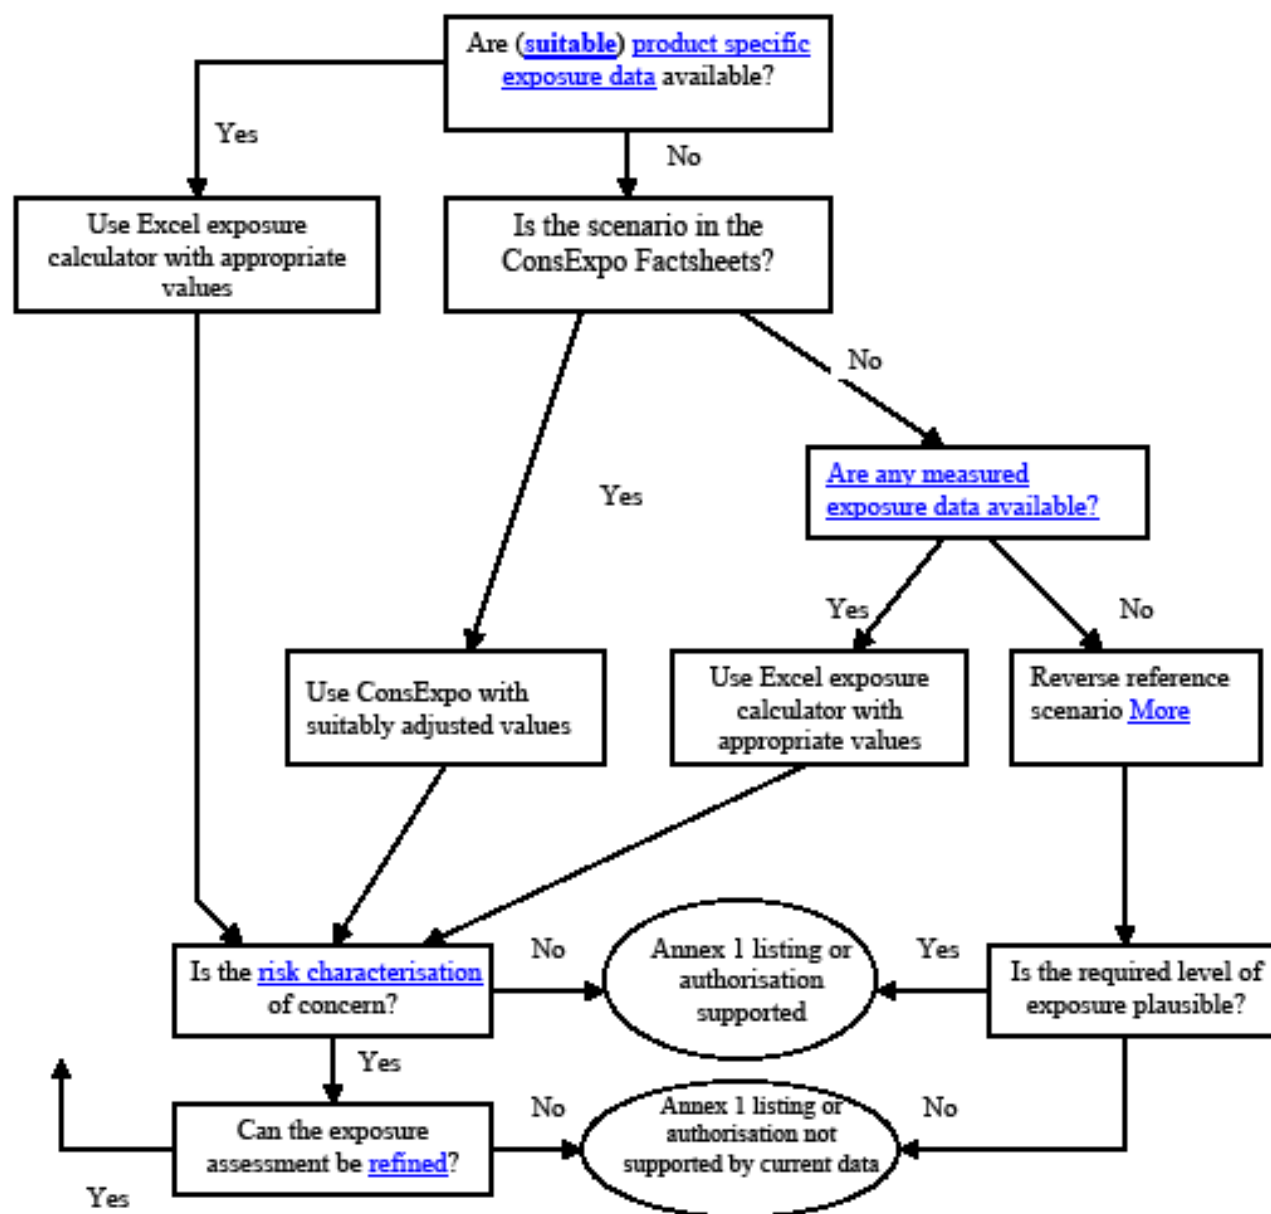 Are (suitable) product specific
exposure data available?
Yes
No
Use Excel exposure
calculator with appropriate
values
Is the scenario in the
ConsExpo Factsheets?
No
Are any measured
exposure data available?
Yes
Yes
No
Use ConsExpo with
suitably adjusted values
Use Excel exposure
calculator with
appropriate values
Reverse reference
scenario More
Is the risk characterisation
of concern?
No
Annex 1 listing or
authorisation
supported
Yes
Is the required level of
exposure plausible?
Yes
Can the exposure
assessment be refined?
No
Annex 1 listing or
authorisation not
supported by current data
No
Yes